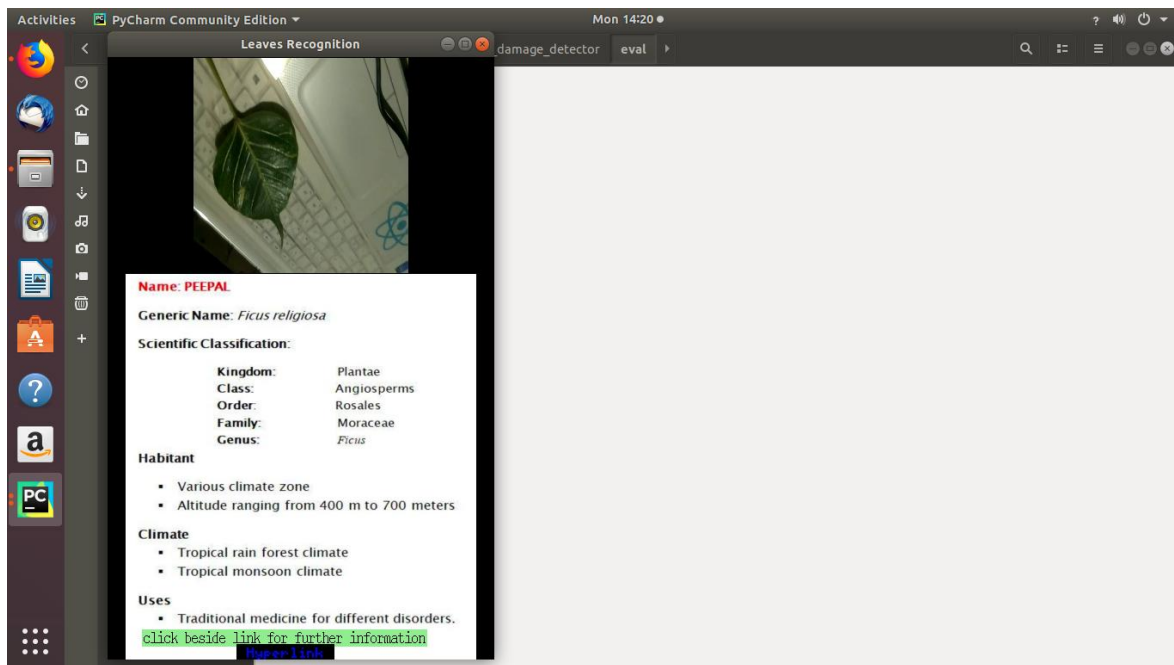 Activities PyCharm Community Edition Mon 14:20
Leaves Recognition
_damage_detector eval
Name: PEEPAL
Generic Name: Ficus religiosa
Scientific Classification:
Kingdom: Plantae
Class: Angiosperms
Order: Rosales
Family: Moraceae
Genus: Ficus
Habitant
▪ Various climate zone
▪ Altitude ranging from 400 m to 700 meters
Climate
▪ Tropical rain forest climate
▪ Tropical monsoon climate
Uses
▪ Traditional medicine for different disorders.
click beside link for further information
Hyperlink
PC